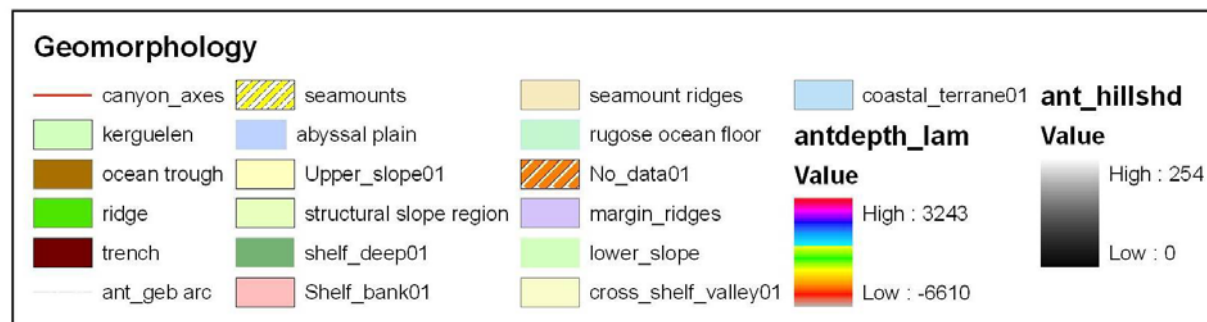 Geomorphology
canyon_axes
kerguelen
ocean trough
ridge
trench
ant_geb arc
seamounts
abyssal plain
Upper_slope01
structural slope region
shelf_deep01
Shelf_bank01
seamount ridges
rugose ocean floor
No_data01
margin_ridges
lower_slope
cross_shelf_valley01
coastal_terrane01
antdepth_lam
Value
High : 3243
Low : -6610
ant_hillshd
Value
High : 254
Low : 0